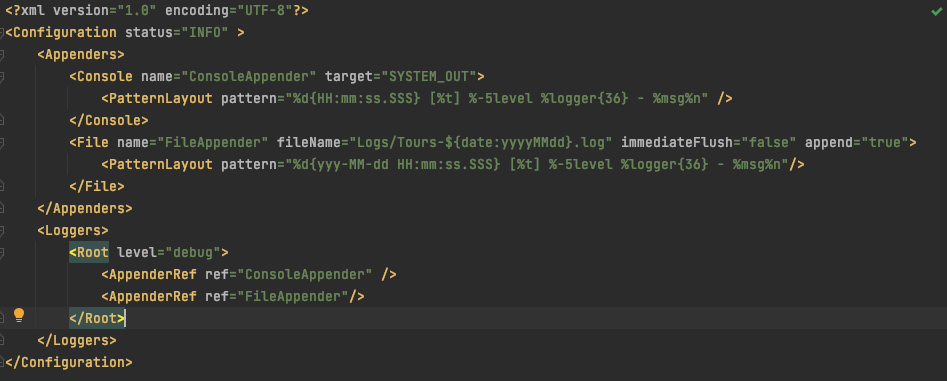 <?xml version="1.0" encoding="UTF-8"?>
<Configuration status="INFO" >
    <Appenders>
        <Console name="ConsoleAppender" target="SYSTEM_OUT">
            <PatternLayout pattern="%d{HH:mm:ss.SSS} [%t] %-5level %logger{36} - %msg%n" />
        </Console>
        <File name="FileAppender" fileName="Logs/Tours-${date:yyyyMMdd}.log" immediateFlush="false" append="true">
            <PatternLayout pattern="%d{yyy-MM-dd HH:mm:ss.SSS} [%t] %-5level %logger{36} - %msg%n"/>
        </File>
    </Appenders>
    <Loggers>
        <Root level="debug">
            <AppenderRef ref="ConsoleAppender" />
            <AppenderRef ref="FileAppender"/>
        </Root>
    </Loggers>
</Configuration>